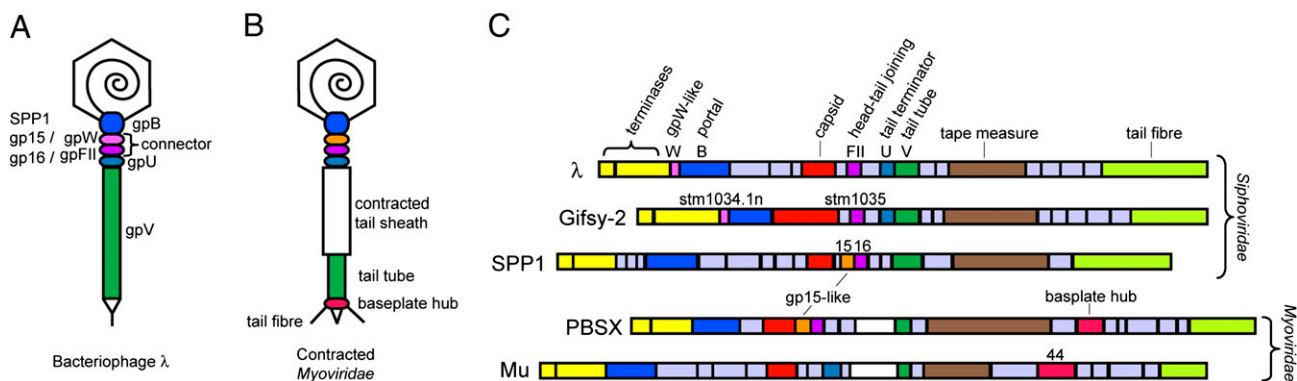 A
SPP1
gp15 / gpW
gp16 / gpFII
gpB
connector
gpU
gpV
Bacteriophage λ
B
contracted
tail sheath
tail tube
baseplate hub
tail fibre
Contracted
Myoviridae
C
terminases
gpW-like
portal
capsid
head-tail joining
tail terminator
tail tube
tape measure
tail fibre
W B FII U V
λ
stm1034.1n stm1035
Gifsy-2
15 16
SPP1
Siphoviridae
gp15-like
basplate hub
PBSX
44
Mu
Myoviridae